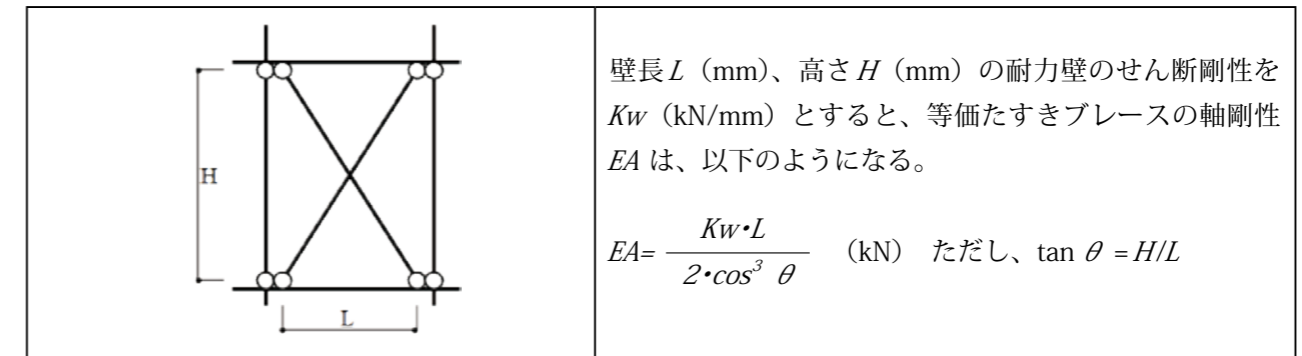 H
L
壁長L（mm）、高さH（mm）の耐力壁のせん断剛性を
Kw（kN/mm）とすると、等価たすきブレースの軸剛性
EA は、以下のようになる。
EA= Kw・L / 2・cos³ θ （kN） ただし、tan θ = H/L